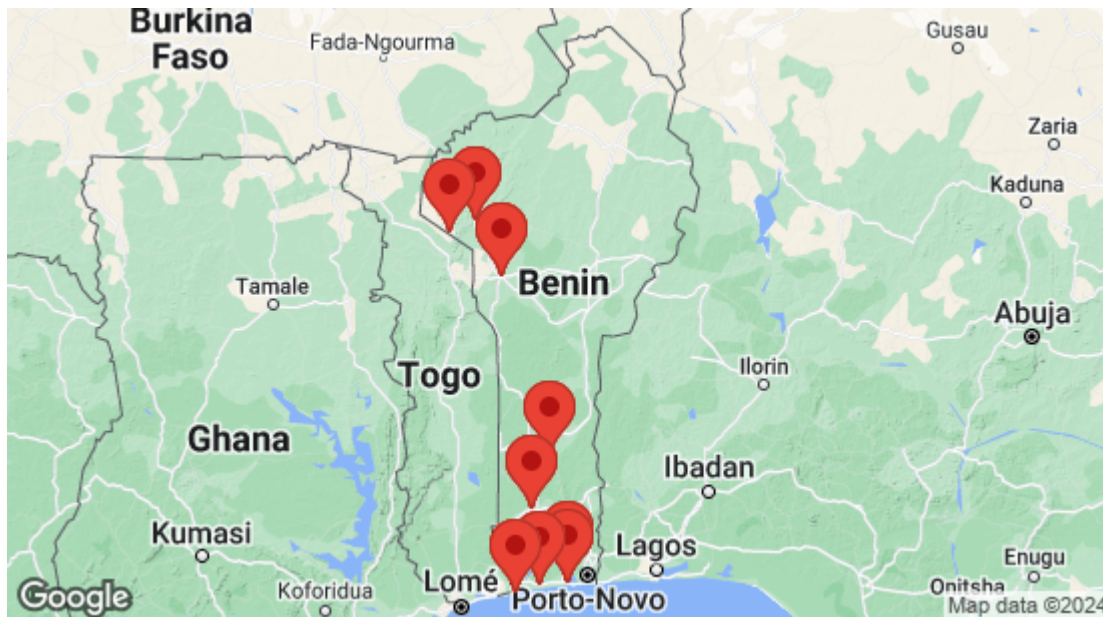 Burkina
Faso
Fada-Ngourma
Gusau
Zaria
Kaduna
Benin
Tamale
Abuja
Togo
Ilorin
Ghana
Ibadan
Kumasi
Lagos
Enugu
Koforidua
Lomé
Porto-Novo
Onitsha
Google
Map data ©2024